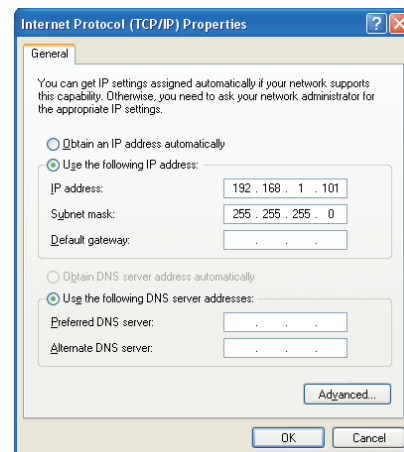 Internet Protocol (TCP/IP) Properties
General
You can get IP settings assigned automatically if your network supports
this capability. Otherwise, you need to ask your network administrator for
the appropriate IP settings.
Obtain an IP address automatically
Use the following IP address:
IP address: 192 . 168 . 1 . 101
Subnet mask: 255 . 255 . 255 . 0
Default gateway: . . .
Obtain DNS server address automatically
Use the following DNS server addresses:
Preferred DNS server: . . .
Alternate DNS server: . . .
Advanced...
OK Cancel